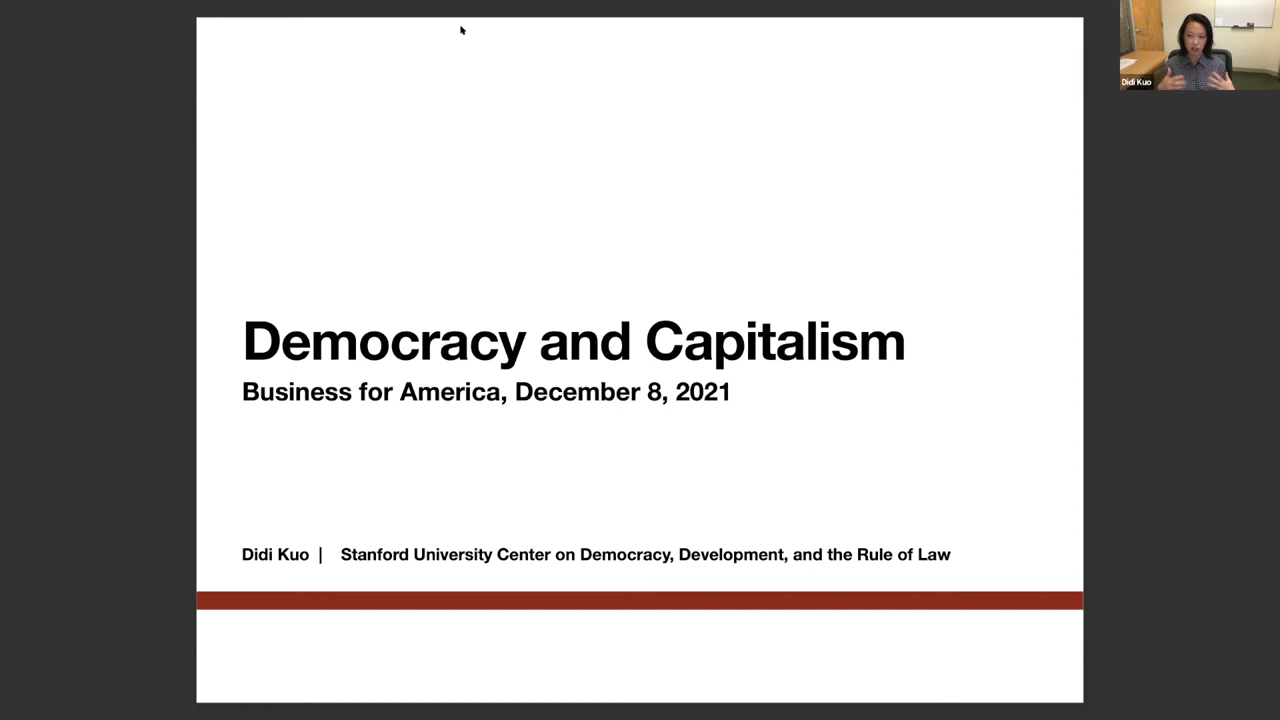 Democracy and Capitalism
Business for America, December 8, 2021
Didi Kuo | Stanford University Center on Democracy, Development, and the Rule of Law
Didi Kuo